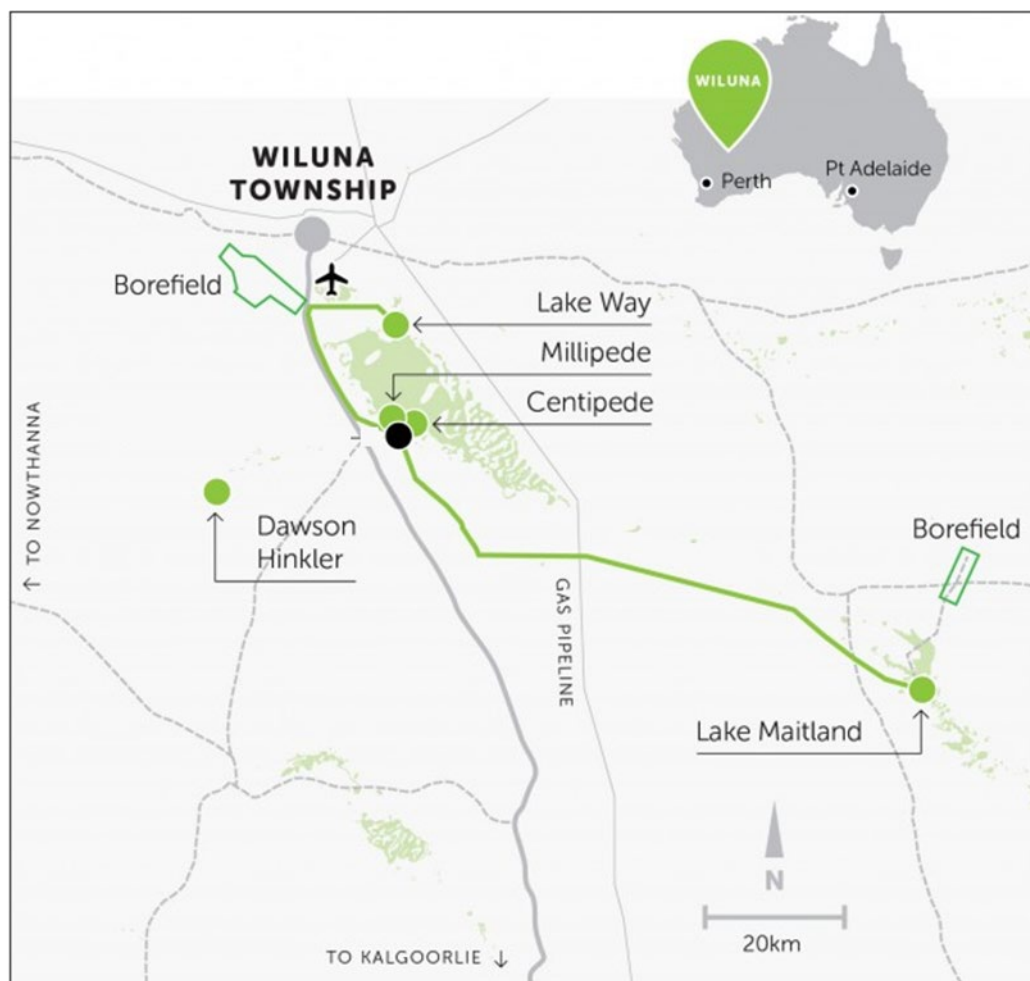 WILUNA
WILUNA
TOWNSHIP
Perth
Pt Adelaide
Borefield
Lake Way
Millipede
Centipede
↑ TO NOWTHANNA
Dawson
Hinkler
Borefield
GAS PIPELINE
Lake Maitland
N
20km
TO KALGOORLIE ↓